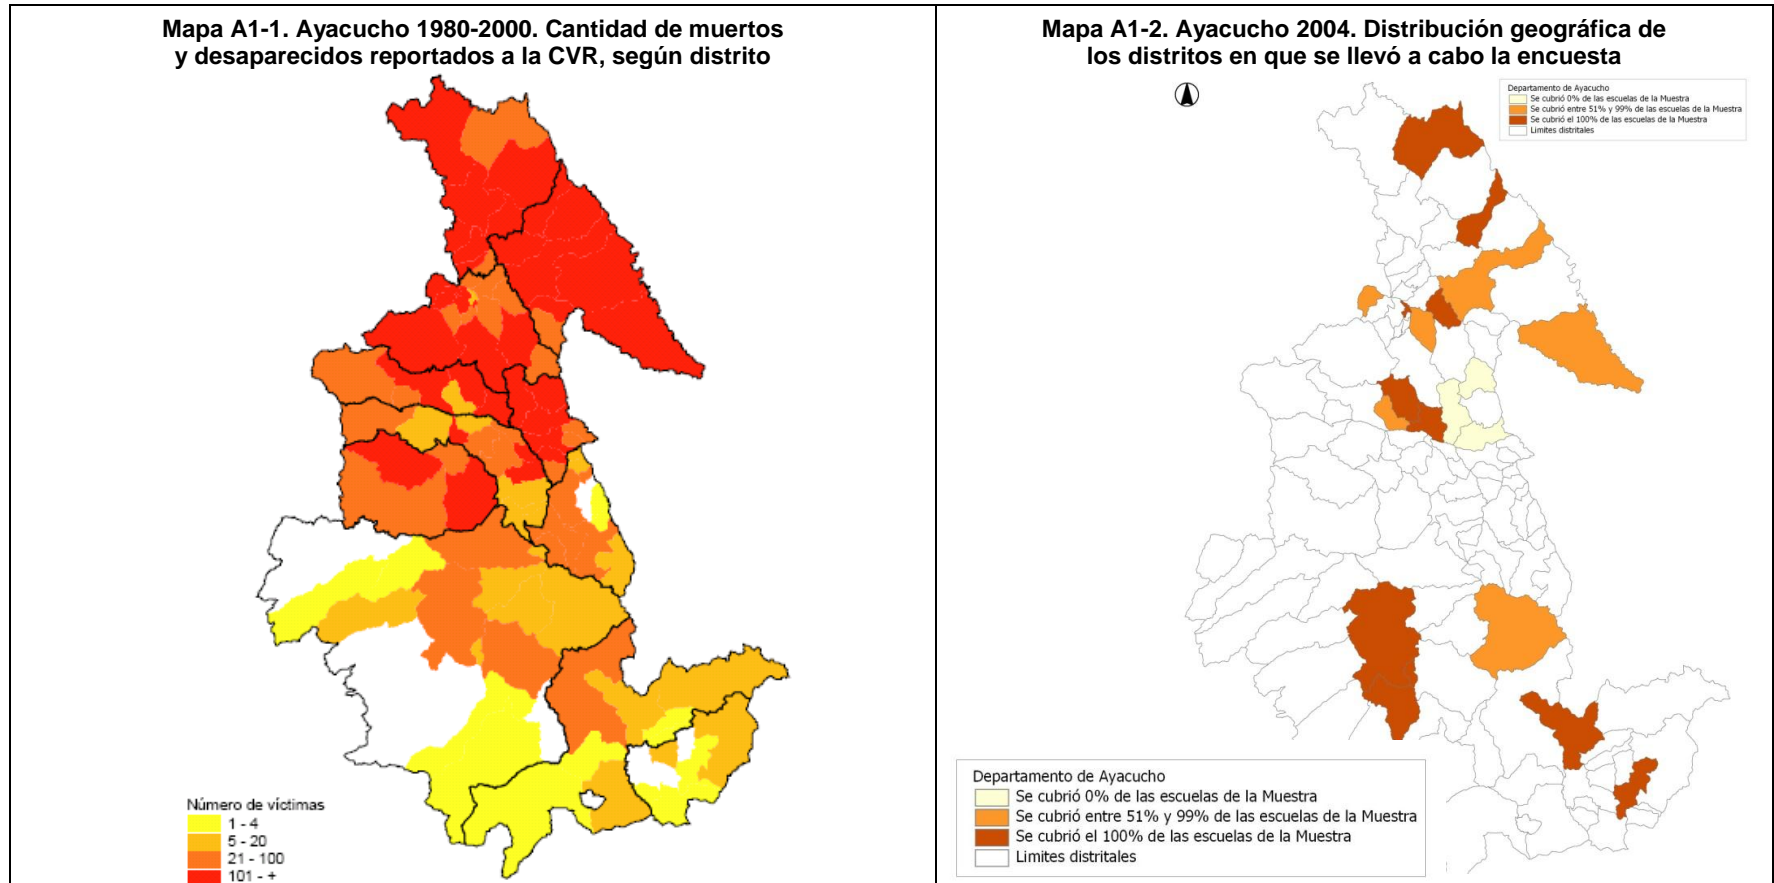 Mapa A1-1. Ayacucho 1980-2000. Cantidad de muertos
y desaparecidos reportados a la CVR, según distrito
Número de víctimas
1 - 4
5 - 20
21 - 100
101 - +
Mapa A1-2. Ayacucho 2004. Distribución geográfica de
los distritos en que se llevó a cabo la encuesta
Departamento de Ayacucho
Se cubrió 0% de las escuelas de la Muestra
Se cubrió entre 51% y 99% de las escuelas de la Muestra
Se cubrió el 100% de las escuelas de la Muestra
Limites distritales
Departamento de Ayacucho
Se cubrió 0% de las escuelas de la Muestra
Se cubrió entre 51% y 99% de las escuelas de la Muestra
Se cubrió el 100% de las escuelas de la Muestra
Limites distritales